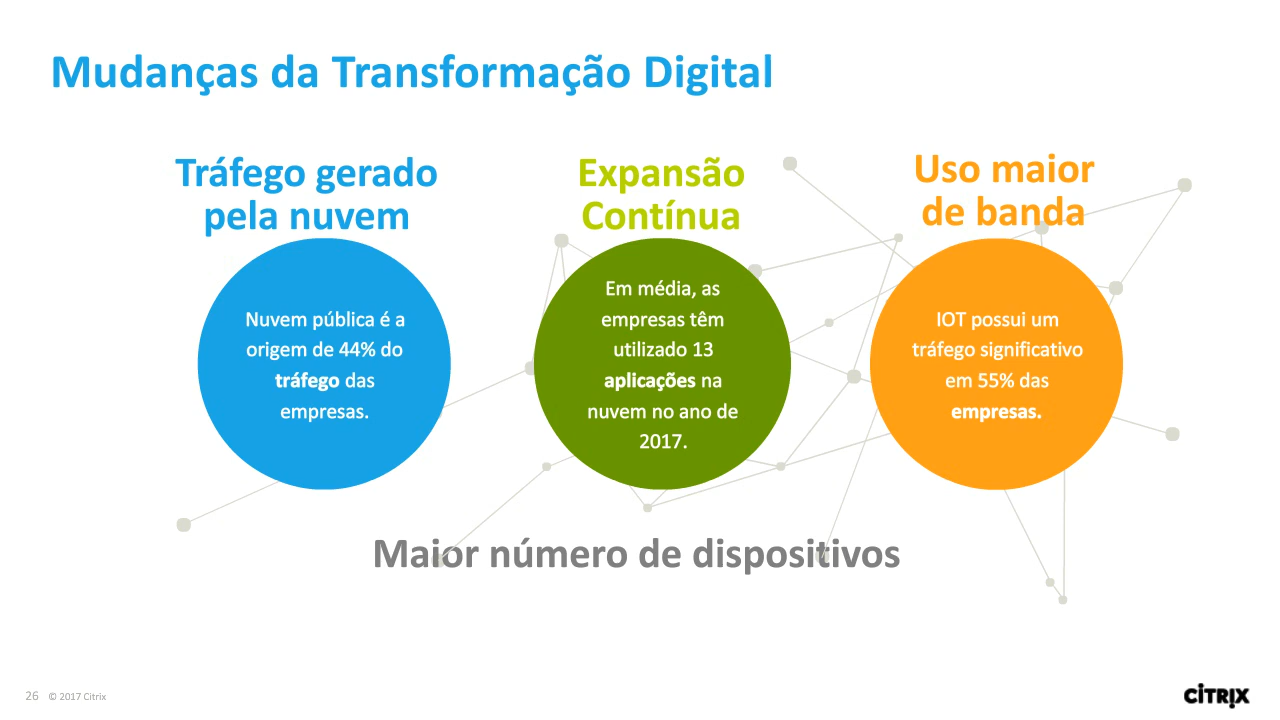 Mudanças da Transformação Digital
Tráfego gerado
pela nuvem
Nuvem pública é a
origem de 44% do
tráfego das
empresas.
Expansão
Contínua
Em média, as
empresas têm
utilizado 13
aplicações na
nuvem no ano de
2017.
Uso maior
de banda
IOT possui um
tráfego significativo
em 55% das
empresas.
Maior número de dispositivos
26 © 2017 Citrix
CİTRIX